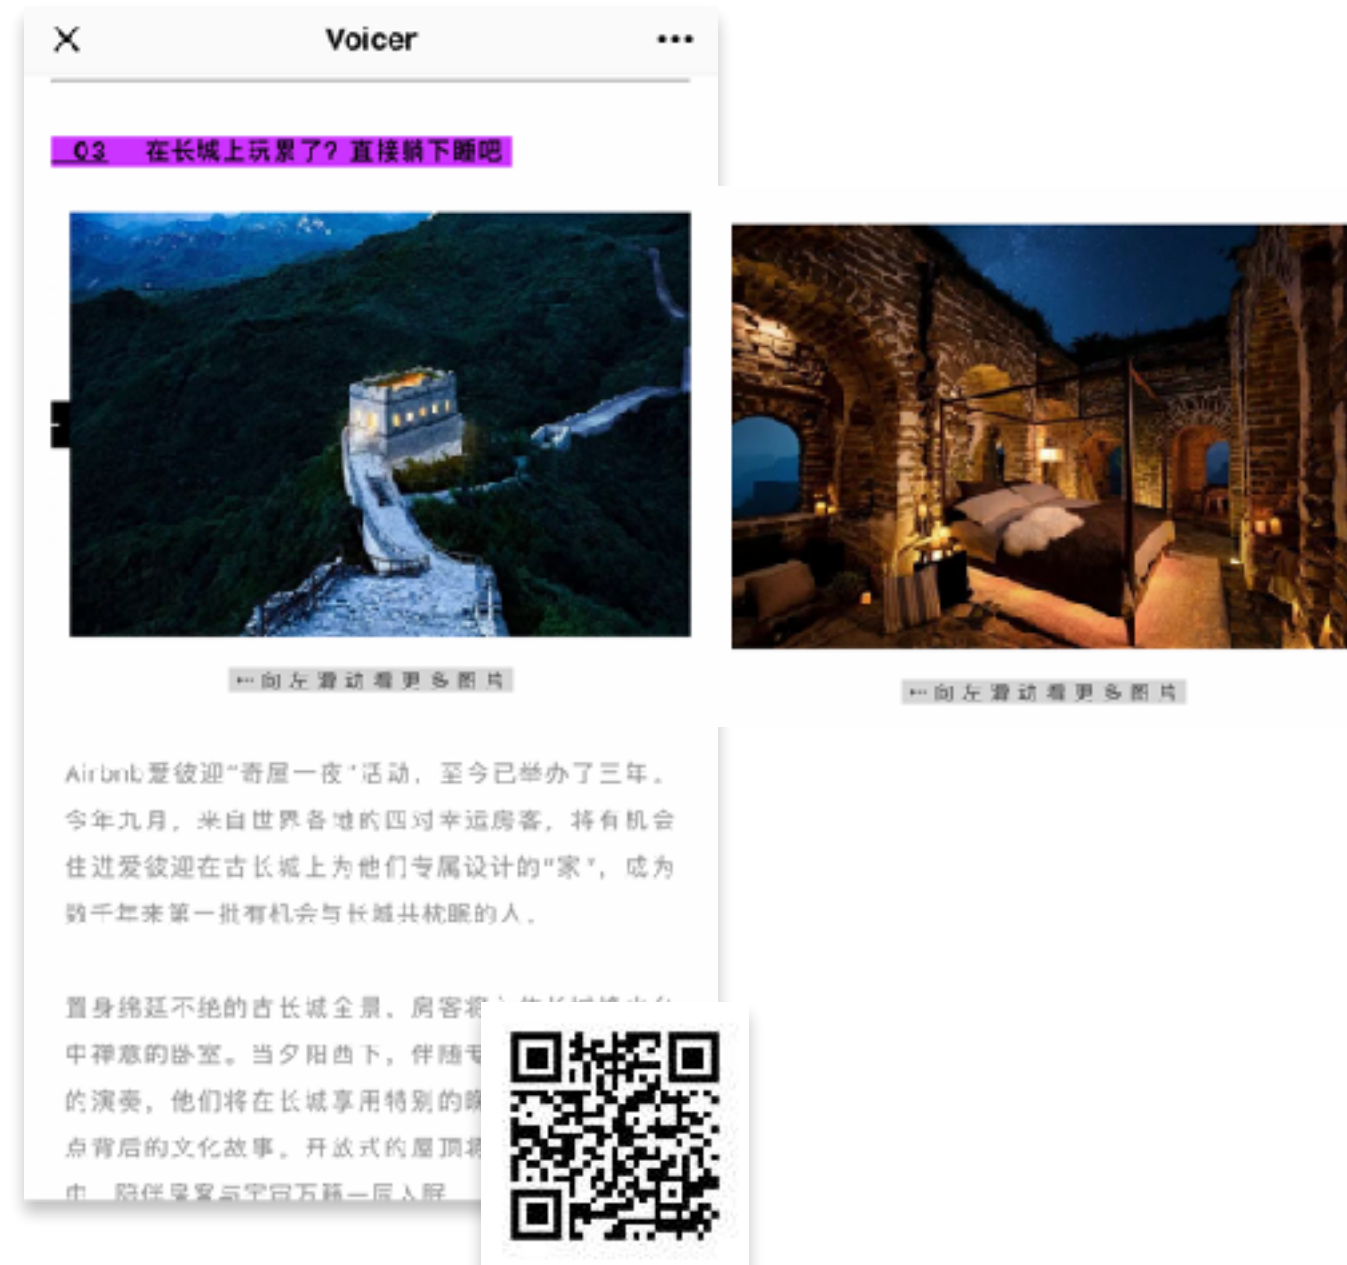 Voicer
03 在长城上玩累了？直接躺下睡吧
←向左滑动看更多图片
←向左滑动看更多图片
Airbnb爱彼迎“奇屋一夜”活动，至今已举办了三年。
今年九月，来自世界各地的四对幸运房客，将有机会
住进爱彼迎在古长城上为他们专属设计的“家”，成为
数千年来第一批有机会与长城共枕眠的人。
置身绵延不绝的古长城全景，房客将
中禅意的卧室。当夕阳西下，伴随
的演奏，他们将在长城享用特别的晚
点背后的文化故事。开放式的屋顶将